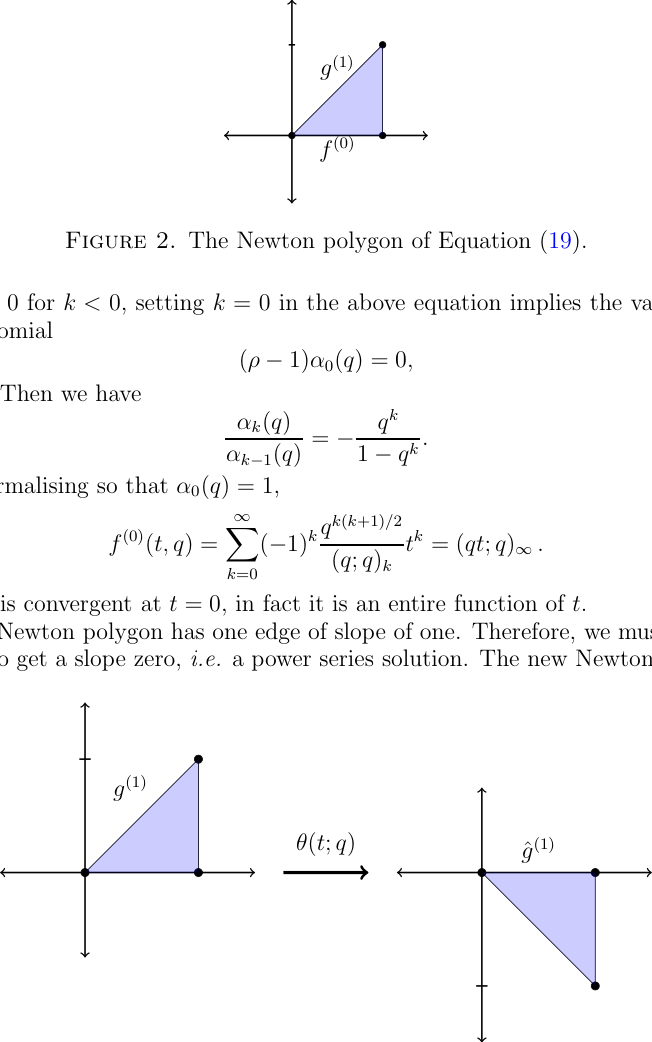 g^{(1)}
f^{(0)}
FIGURE 2. The Newton polygon of Equation (19).
0 for k < 0, setting k = 0 in the above equation implies the va
omial
(ρ − 1)α_0(q) = 0,
Then we have
\frac{α_k(q)}{α_{k−1}(q)} = −\frac{q^k}{1 − q^k}.
rmalising so that α_0(q) = 1,
f^{(0)}(t, q) = \sum_{k=0}^{∞} (−1)^k \frac{q^{k(k+1)/2}}{(q; q)_k} t^k = (qt; q)_∞ .
is convergent at t = 0, in fact it is an entire function of t.
Newton polygon has one edge of slope of one. Therefore, we mus
o get a slope zero, i.e. a power series solution. The new Newton
g^{(1)}
θ(t; q)
ĝ^{(1)}